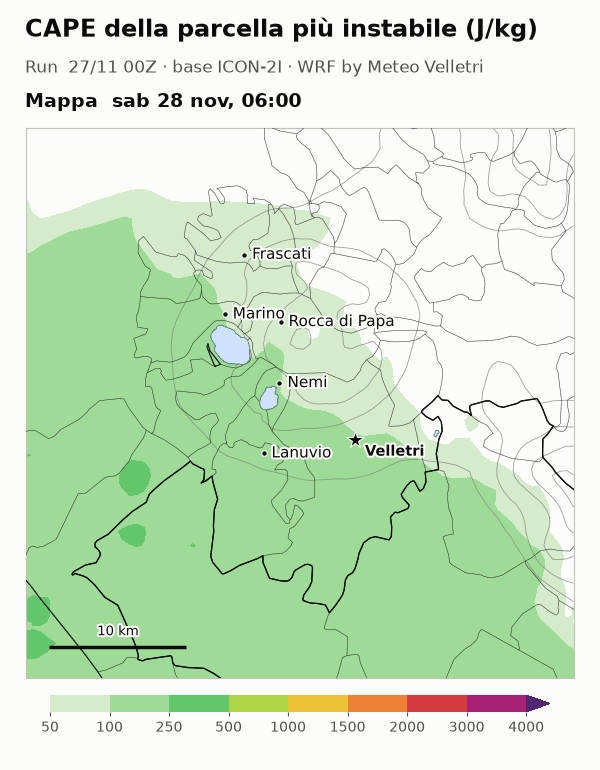 CAPE della parcella più instabile (J/kg)
Run  27/11 00Z · base ICON-2I · WRF by Meteo Velletri
Mappa  sab 28 nov, 06:00
Frascati
Marino
Rocca di Papa
Nemi
Velletri
Lanuvio
10 km
50 100 250 500 1000 1500 2000 3000 4000